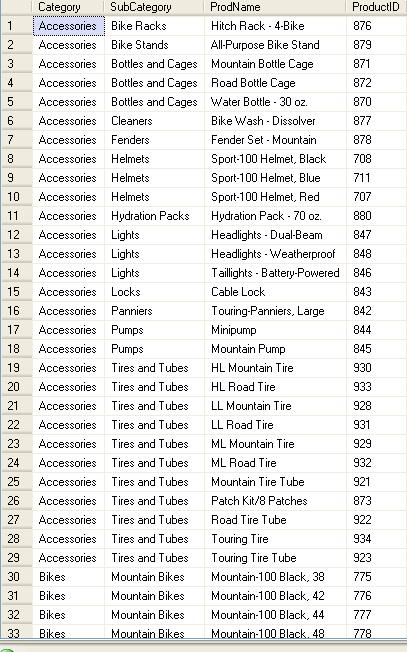 Category SubCategory ProdName ProductID
1 Accessories Bike Racks Hitch Rack - 4-Bike 876
2 Accessories Bike Stands All-Purpose Bike Stand 879
3 Accessories Bottles and Cages Mountain Bottle Cage 871
4 Accessories Bottles and Cages Road Bottle Cage 872
5 Accessories Bottles and Cages Water Bottle - 30 oz. 870
6 Accessories Cleaners Bike Wash - Dissolver 877
7 Accessories Fenders Fender Set - Mountain 878
8 Accessories Helmets Sport-100 Helmet, Black 708
9 Accessories Helmets Sport-100 Helmet, Blue 711
10 Accessories Helmets Sport-100 Helmet, Red 707
11 Accessories Hydration Packs Hydration Pack - 70 oz. 880
12 Accessories Lights Headlights - Dual-Beam 847
13 Accessories Lights Headlights - Weatherproof 848
14 Accessories Lights Taillights - Battery-Powered 846
15 Accessories Locks Cable Lock 843
16 Accessories Panniers Touring-Panniers, Large 842
17 Accessories Pumps Minipump 844
18 Accessories Pumps Mountain Pump 845
19 Accessories Tires and Tubes HL Mountain Tire 930
20 Accessories Tires and Tubes HL Road Tire 933
21 Accessories Tires and Tubes LL Mountain Tire 928
22 Accessories Tires and Tubes LL Road Tire 931
23 Accessories Tires and Tubes ML Mountain Tire 929
24 Accessories Tires and Tubes ML Road Tire 932
25 Accessories Tires and Tubes Mountain Tire Tube 921
26 Accessories Tires and Tubes Patch Kit/8 Patches 873
27 Accessories Tires and Tubes Road Tire Tube 922
28 Accessories Tires and Tubes Touring Tire 934
29 Accessories Tires and Tubes Touring Tire Tube 923
30 Bikes Mountain Bikes Mountain-100 Black, 38 775
31 Bikes Mountain Bikes Mountain-100 Black, 42 776
32 Bikes Mountain Bikes Mountain-100 Black, 44 777
33 Bikes Mountain Bikes Mountain-100 Black, 48 778